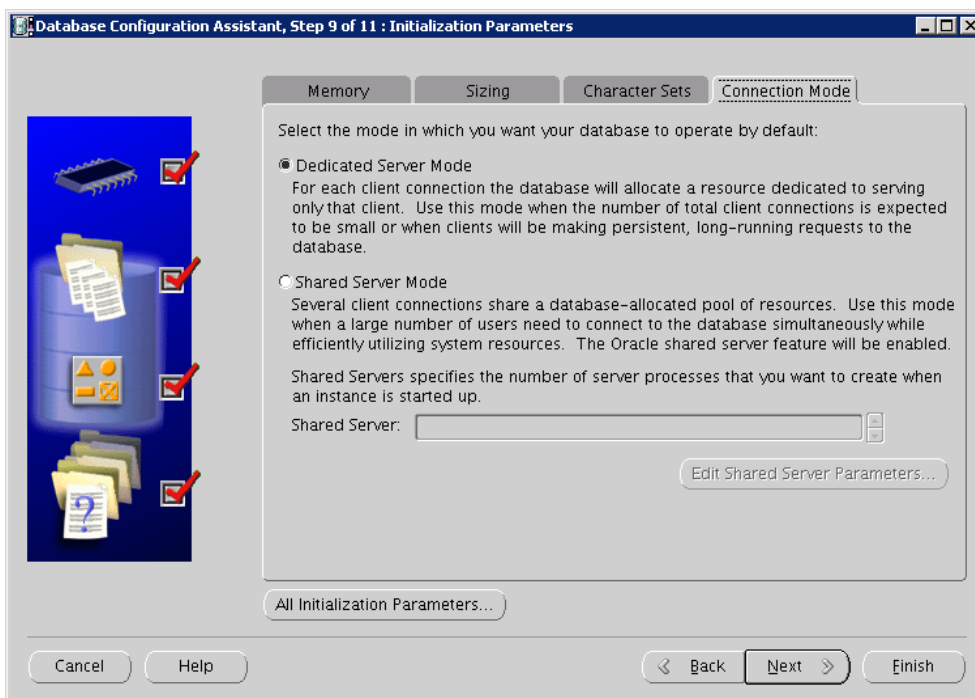 Database Configuration Assistant, Step 9 of 11 : Initialization Parameters
Memory
Sizing
Character Sets
Connection Mode
Select the mode in which you want your database to operate by default:
Dedicated Server Mode
For each client connection the database will allocate a resource dedicated to serving
only that client. Use this mode when the number of total client connections is expected
to be small or when clients will be making persistent, long-running requests to the
database.
Shared Server Mode
Several client connections share a database-allocated pool of resources. Use this mode
when a large number of users need to connect to the database simultaneously while
efficiently utilizing system resources. The Oracle shared server feature will be enabled.
Shared Servers specifies the number of server processes that you want to create when
an instance is started up.
Shared Server:
Edit Shared Server Parameters...
?
All Initialization Parameters...
Cancel
Help
Back
Next
Finish